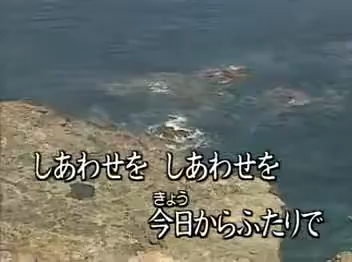 しあわせを しあわせを
きょう
今日からふたりで